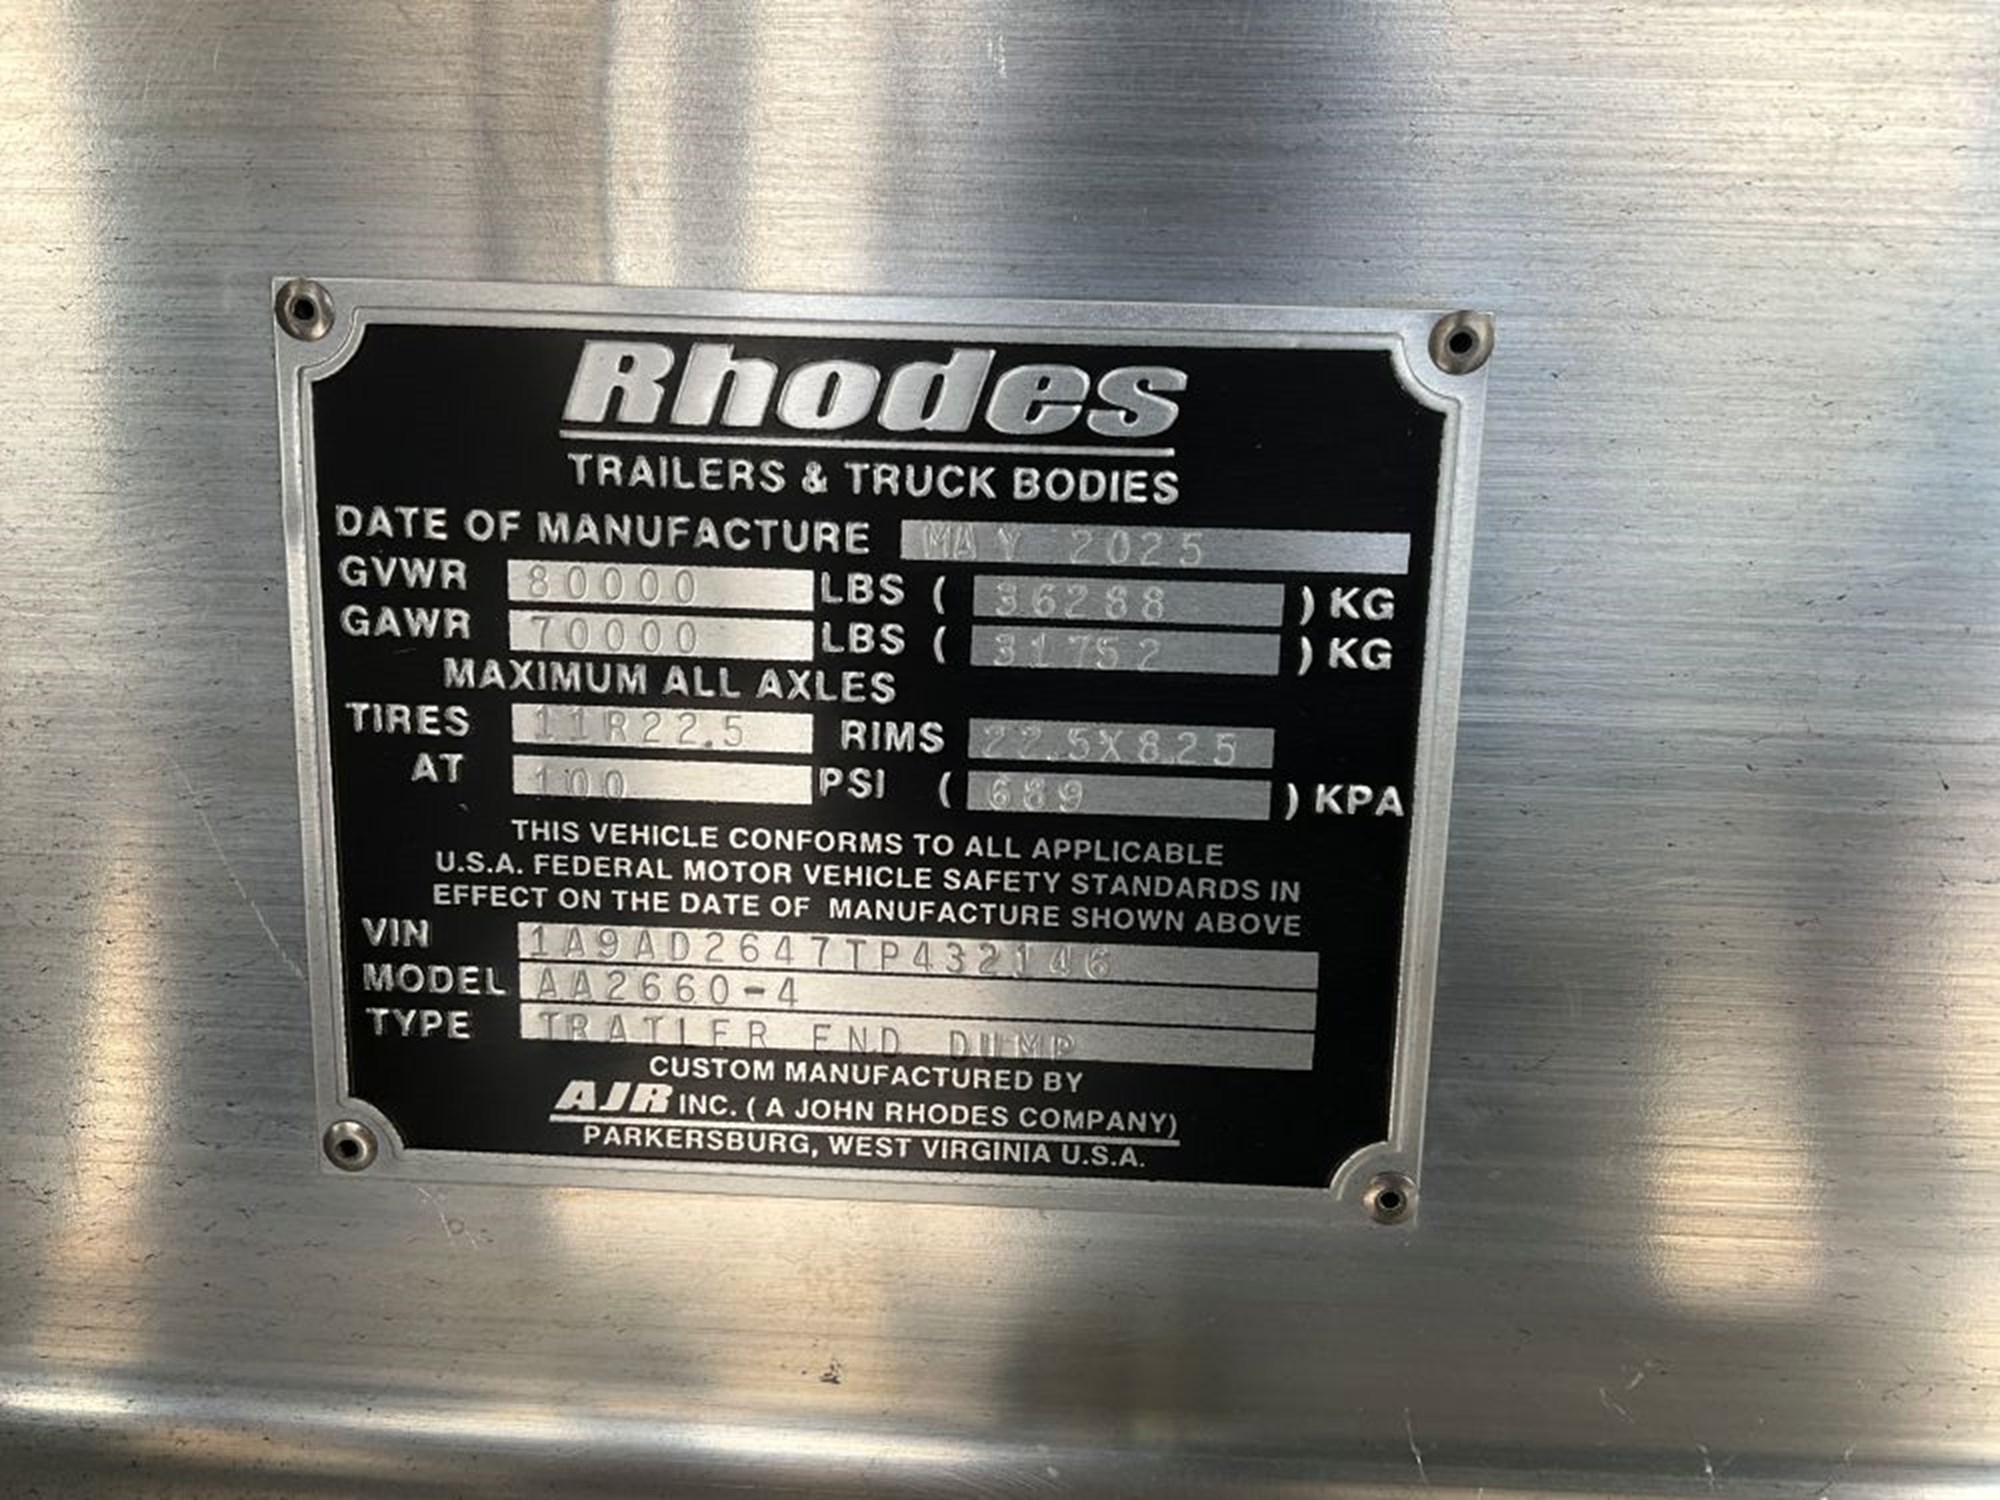 Rhodes
TRAILERS & TRUCK BODIES
DATE OF MANUFACTURE MAY 2025
GVWR 80000 LBS ( 36288 ) KG
GAWR 70000 LBS ( 31752 ) KG
MAXIMUM ALL AXLES
TIRES 11R22.5 RIMS 22.5X8.25
AT 100 PSI ( 689 ) KPA
THIS VEHICLE CONFORMS TO ALL APPLICABLE
U.S.A. FEDERAL MOTOR VEHICLE SAFETY STANDARDS IN
EFFECT ON THE DATE OF MANUFACTURE SHOWN ABOVE
VIN 1A9AD2647TP432146
MODEL AA2660-4
TYPE TRAILER END DUMP
CUSTOM MANUFACTURED BY
AJR INC. ( A JOHN RHODES COMPANY)
PARKERSBURG, WEST VIRGINIA U.S.A.